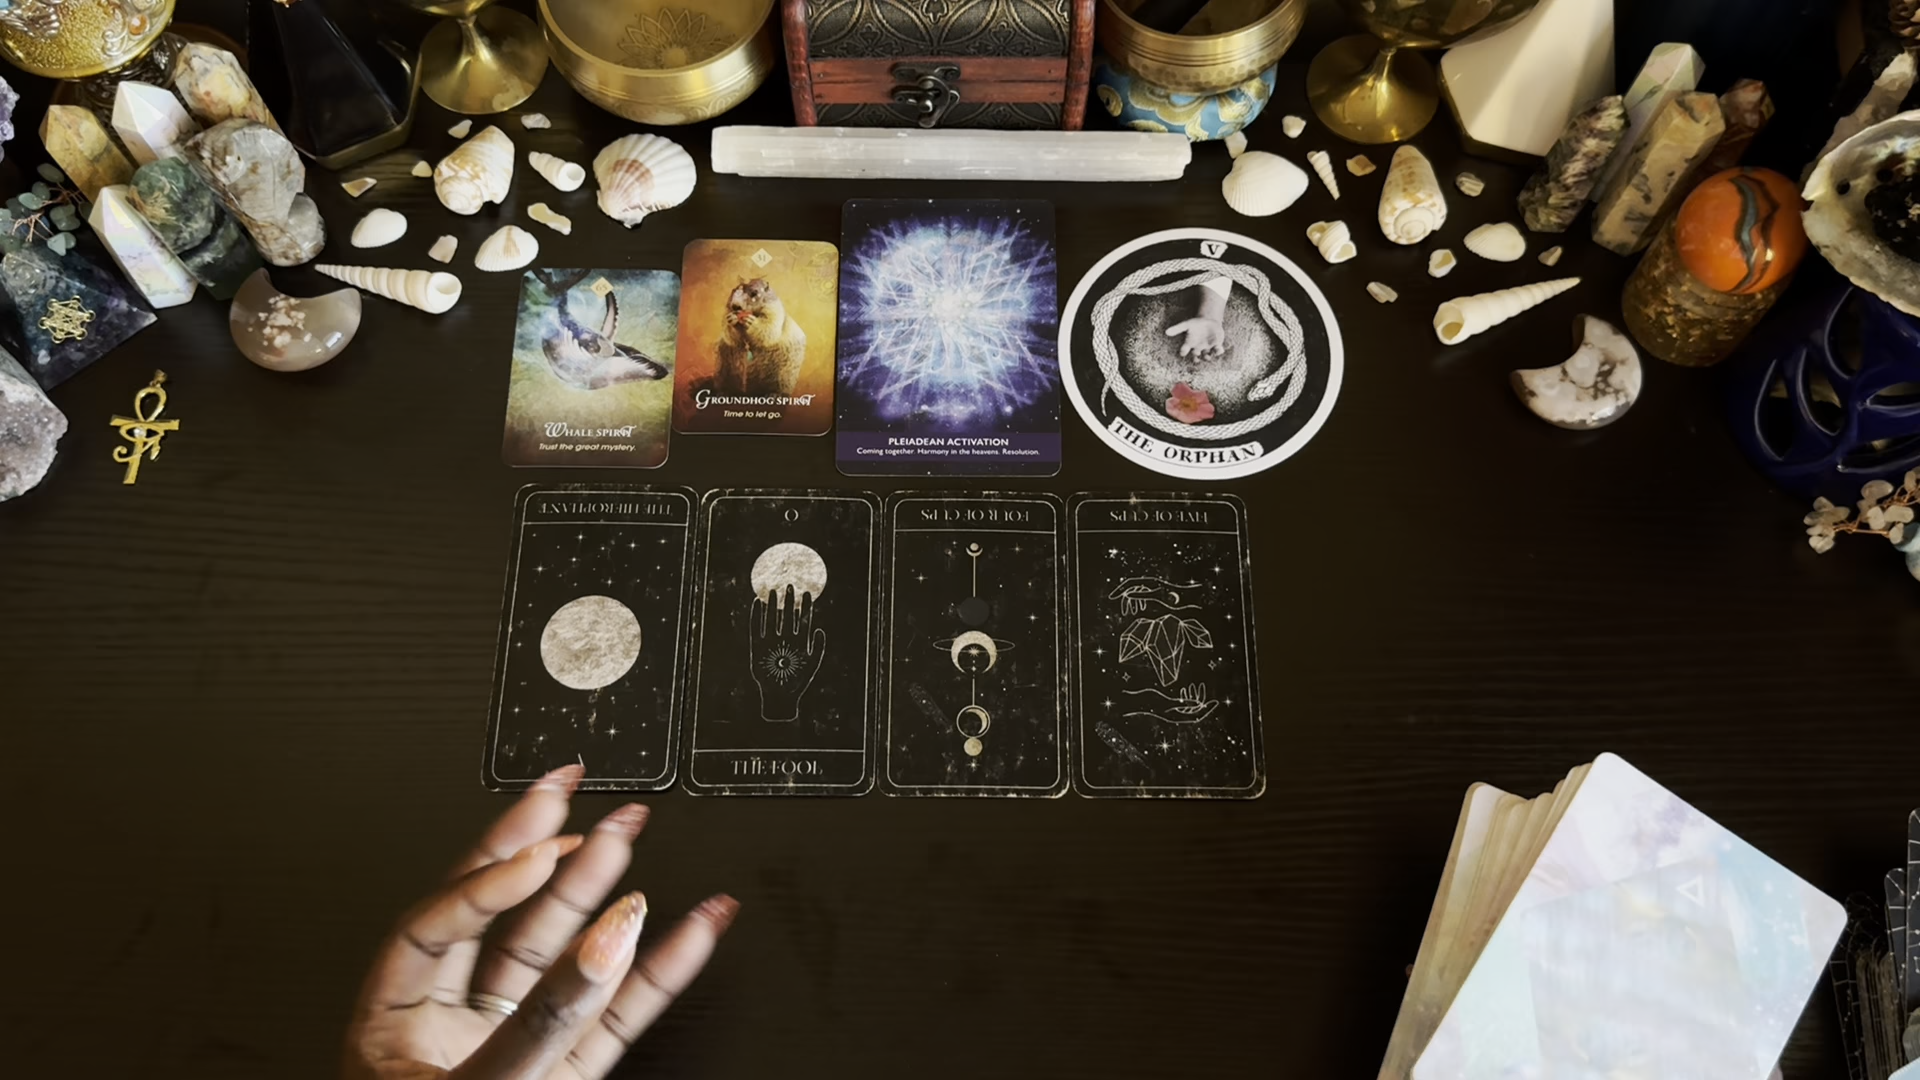 WHALE SPIRIT
Trust the great mystery.
GROUNDHOG SPIRIT
Time to let go.
PLEIADEAN ACTIVATION
Coming together. Harmony in the heavens. Resolution.
V
THE ORPHAN
THE HIEROPHANT
V
0
THE FOOL
FOUR OF CUPS
FIVE OF CUPS